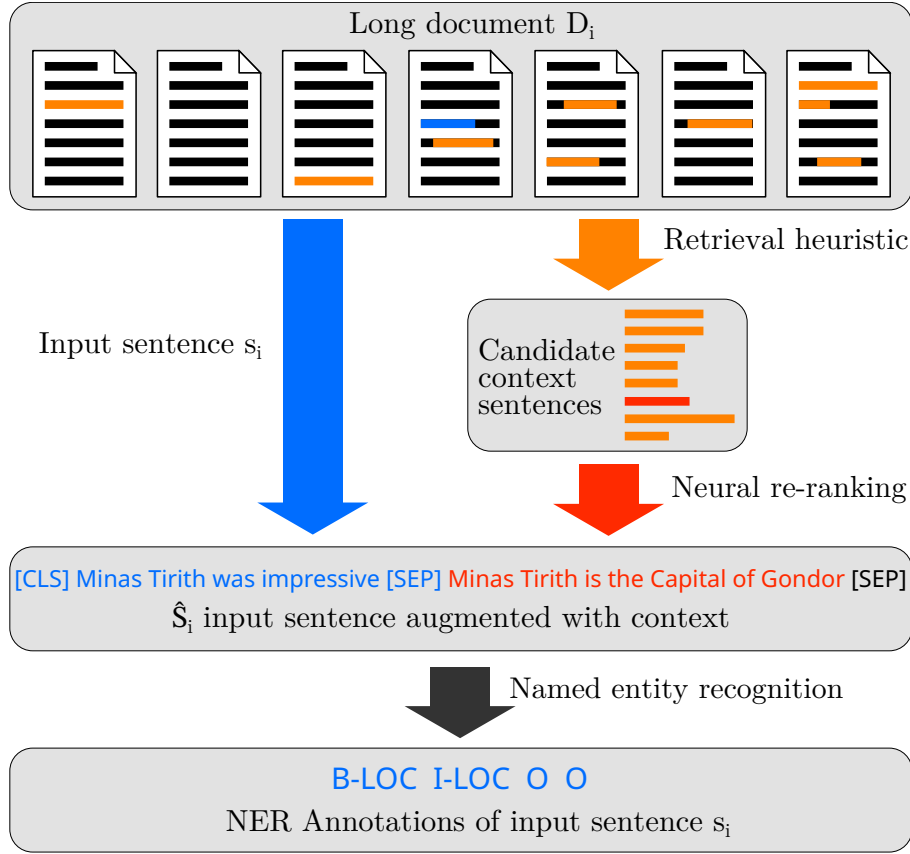 Long document Di
Retrieval heuristic
Input sentence si
Candidate
context
sentences
Neural re-ranking
[CLS] Minas Tirith was impressive [SEP] Minas Tirith is the Capital of Gondor [SEP]
Ŝi input sentence augmented with context
Named entity recognition
B-LOC I-LOC O O
NER Annotations of input sentence si